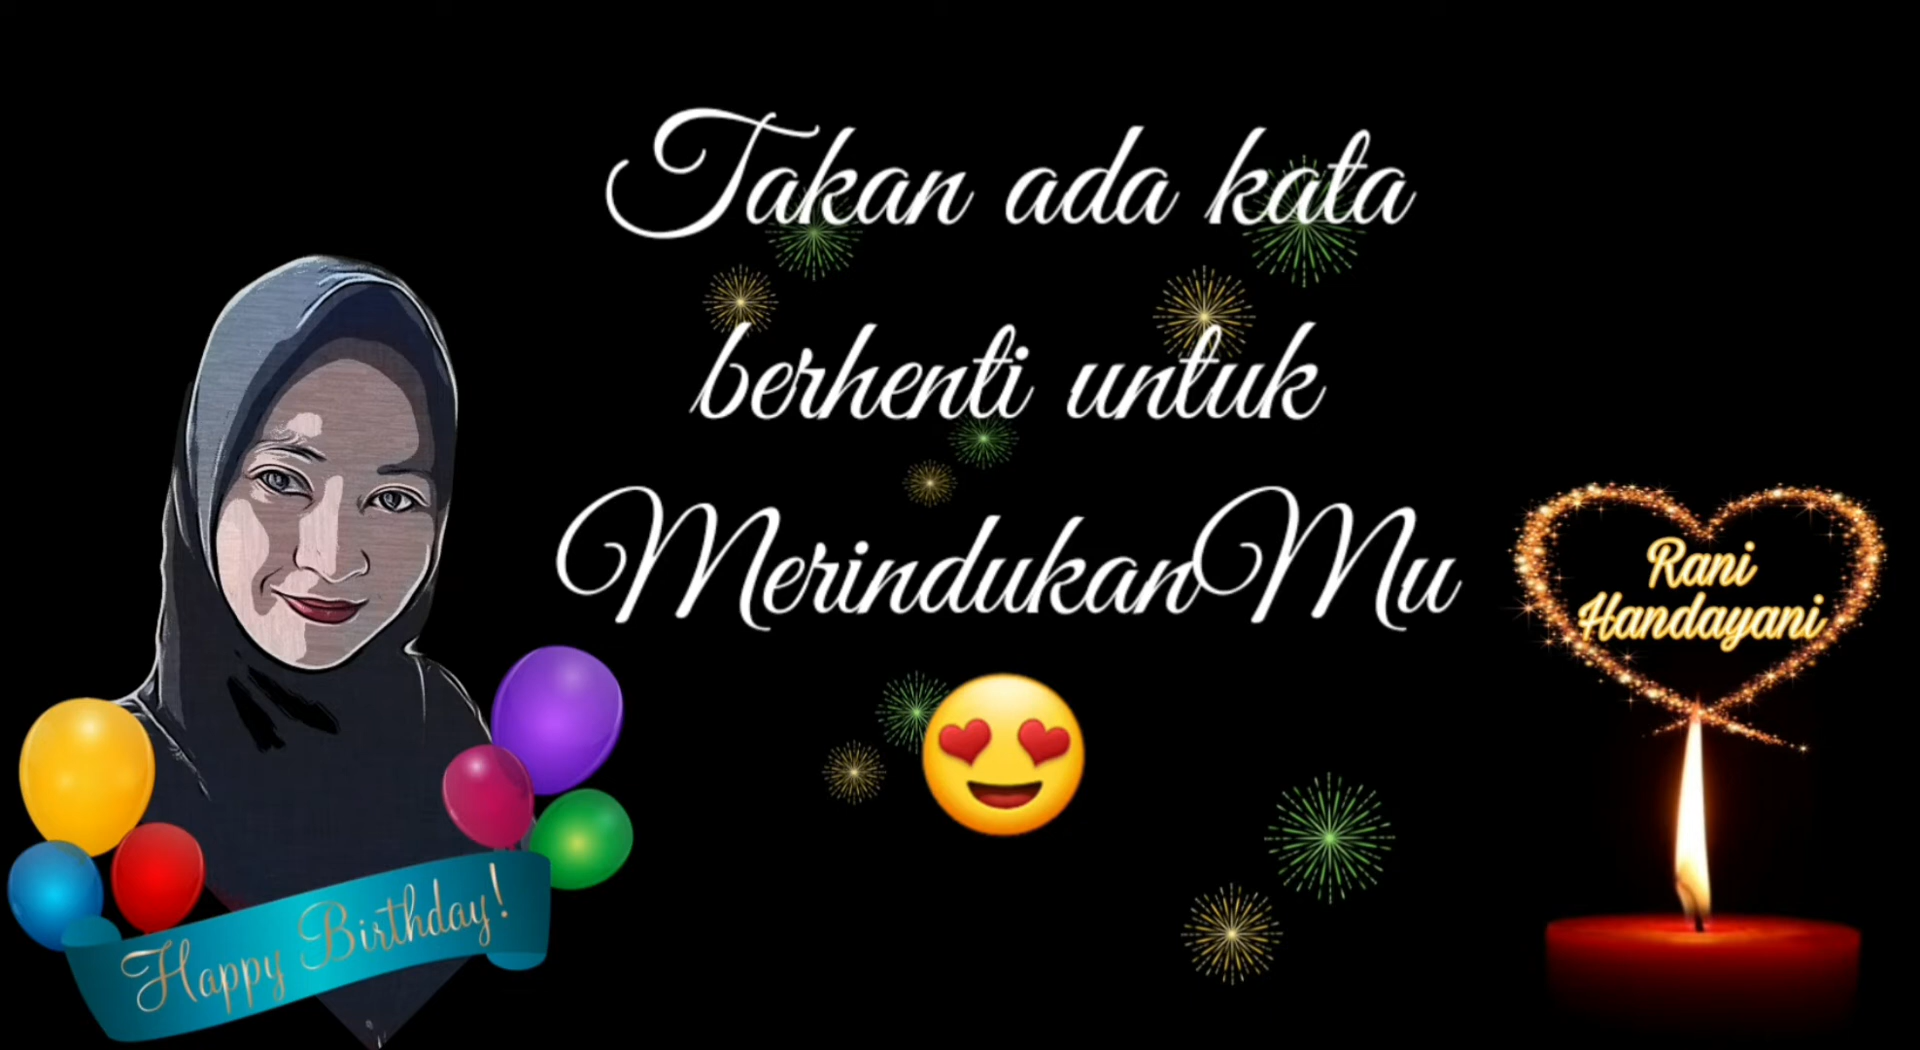 Takan ada kata
berhenti untuk
MerindukanMu
Rani
Handayani
Happy Birthday!